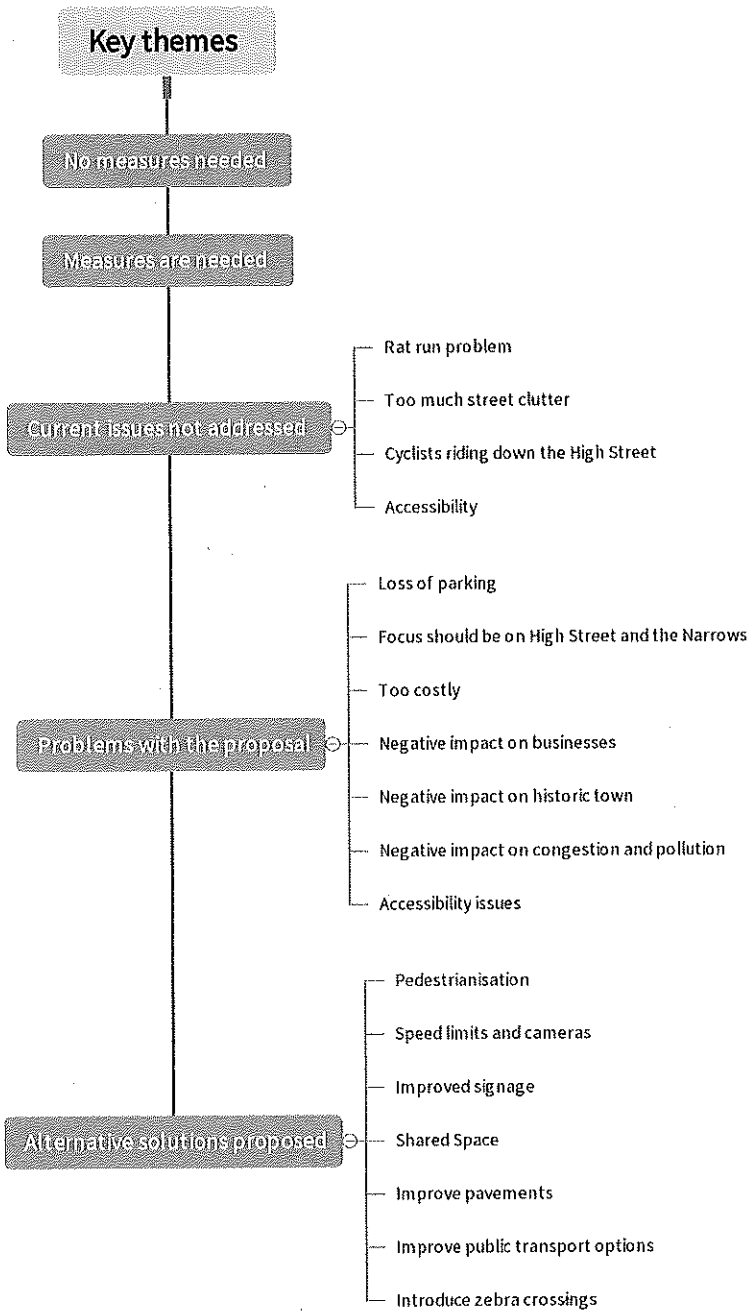 Key themes
No measures needed
Measures are needed
Current issues not addressed
Rat run problem
Too much street clutter
Cyclists riding down the High Street
Accessibility
Problems with the proposal
Loss of parking
Focus should be on High Street and the Narrows
Too costly
Negative impact on businesses
Negative impact on historic town
Negative impact on congestion and pollution
Accessibility issues
Alternative solutions proposed
Pedestrianisation
Speed limits and cameras
Improved signage
Shared Space
Improve pavements
Improve public transport options
Introduce zebra crossings